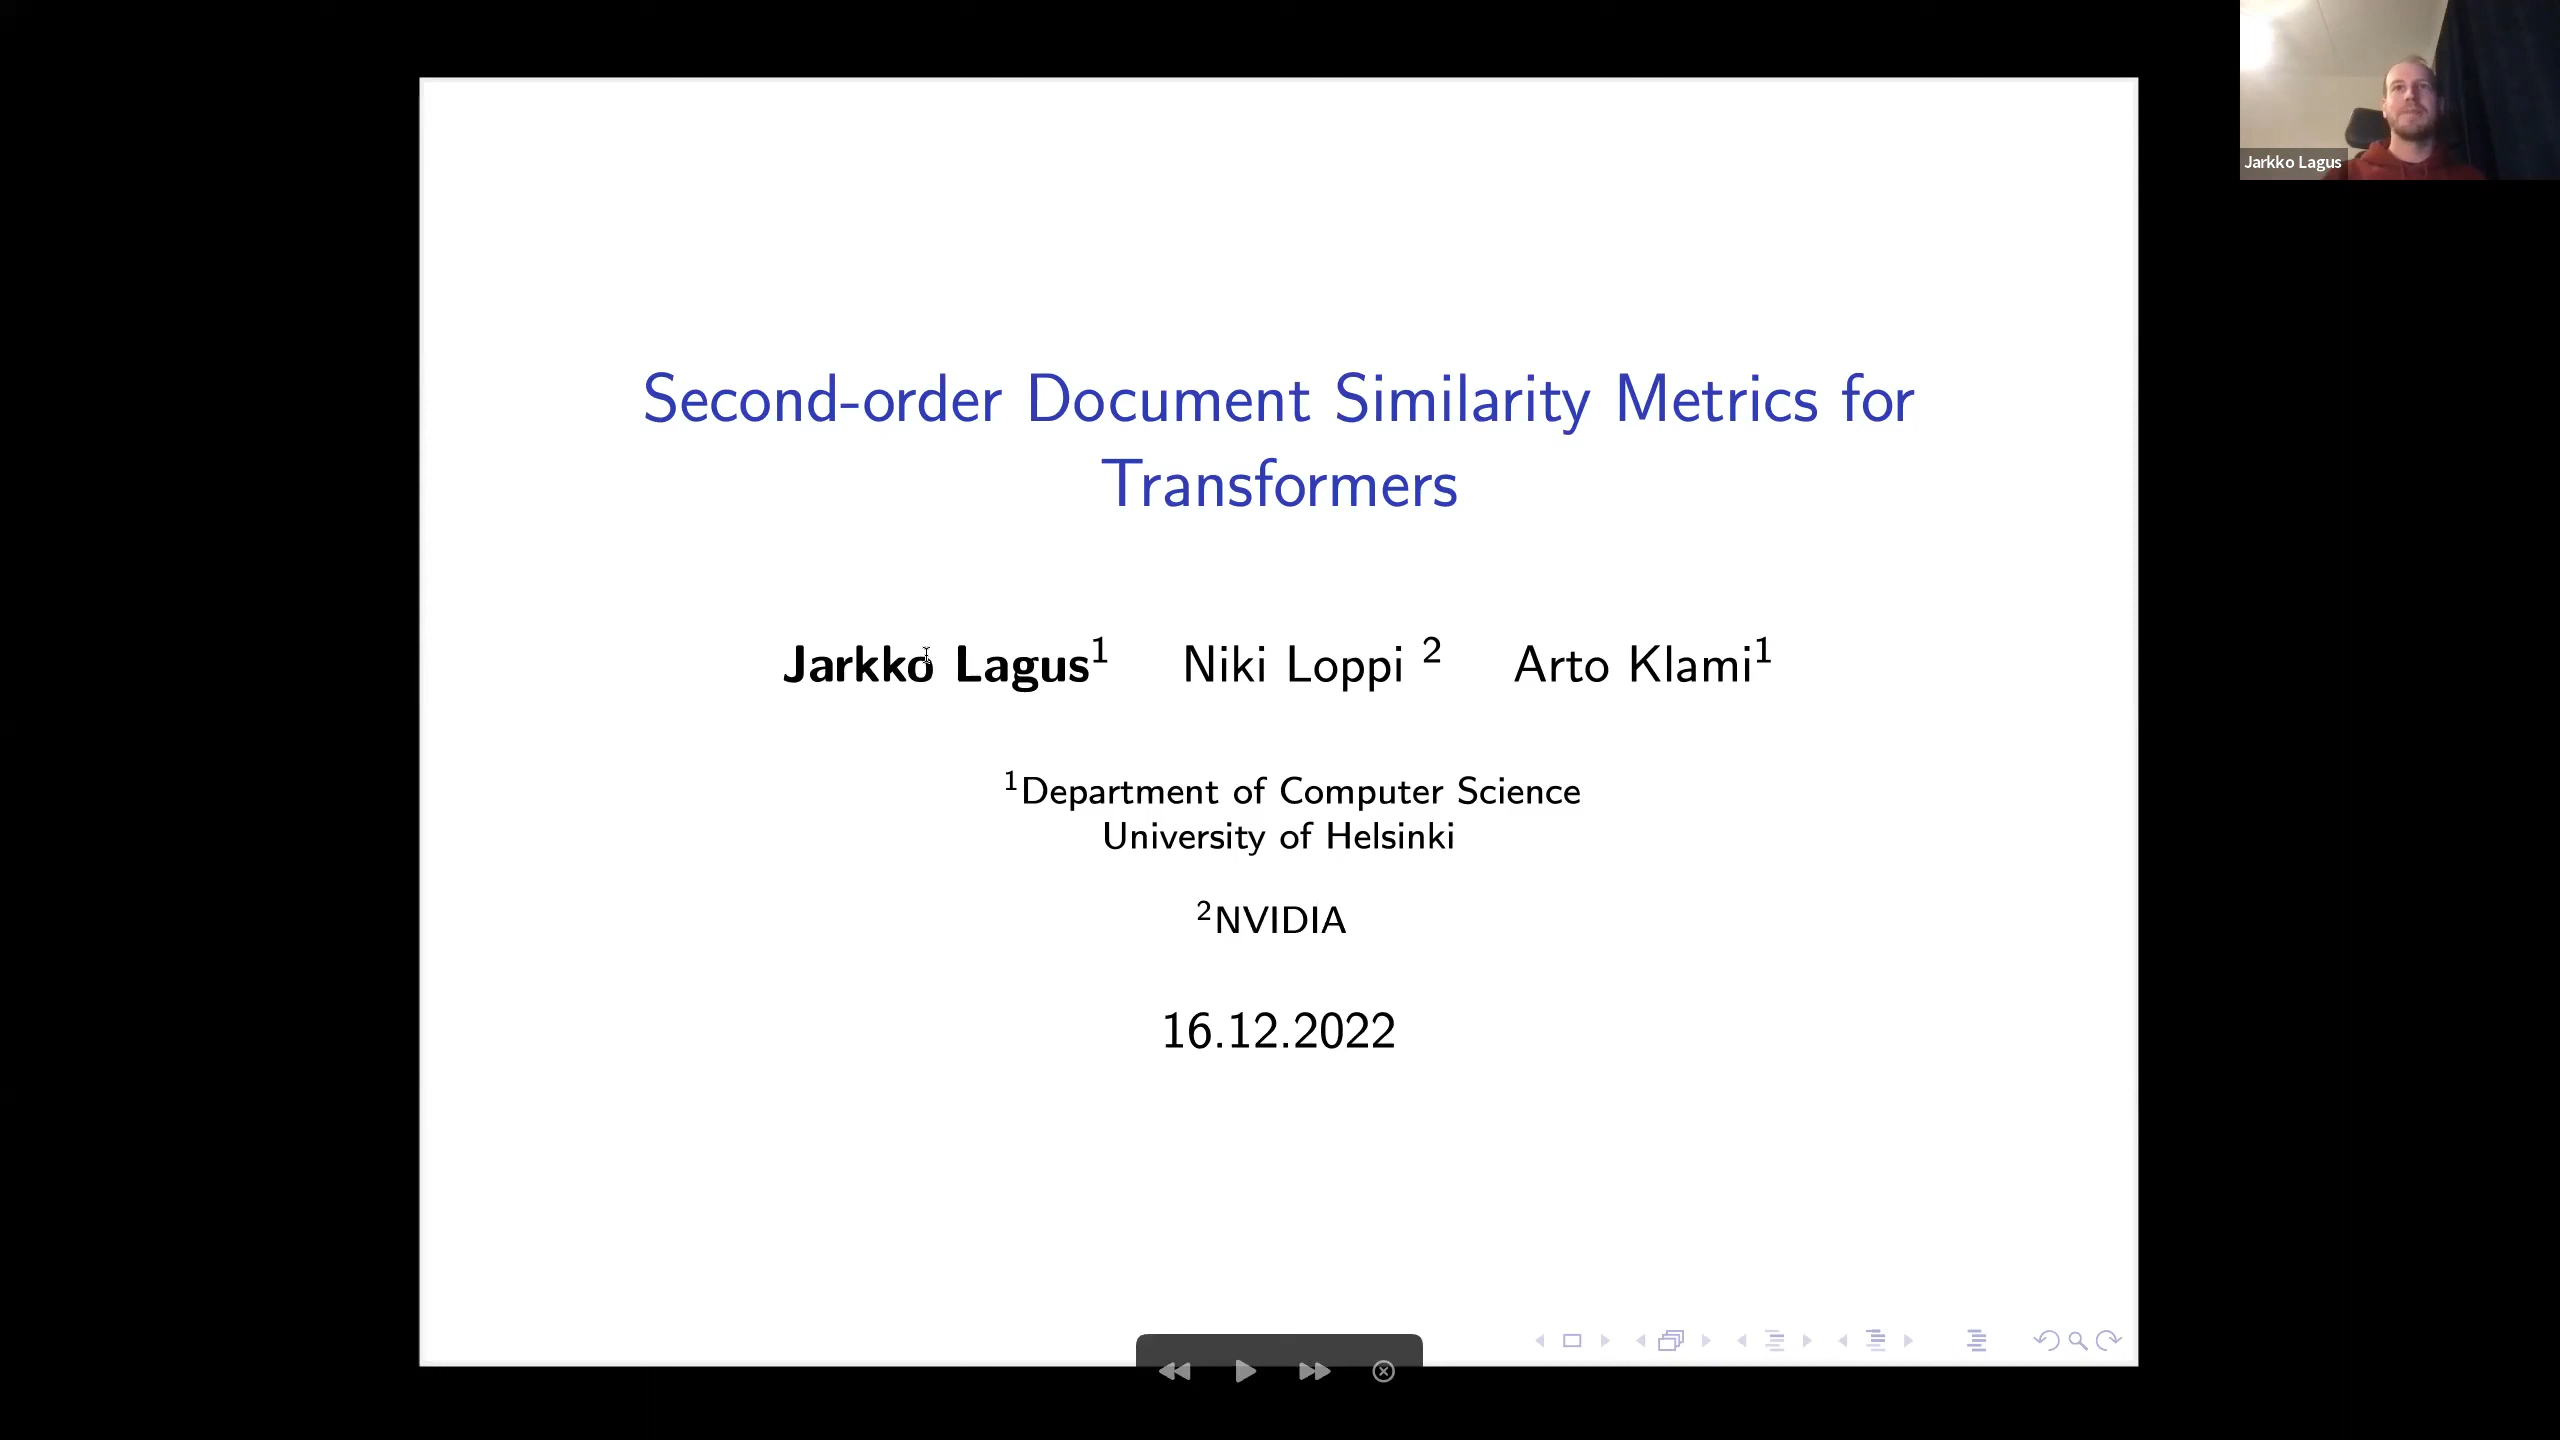 Jarkko Lagus
Second-order Document Similarity Metrics for
Transformers
Jarkko Lagus¹ Niki Loppi ² Arto Klami¹
¹Department of Computer Science
University of Helsinki
²NVIDIA
16.12.2022